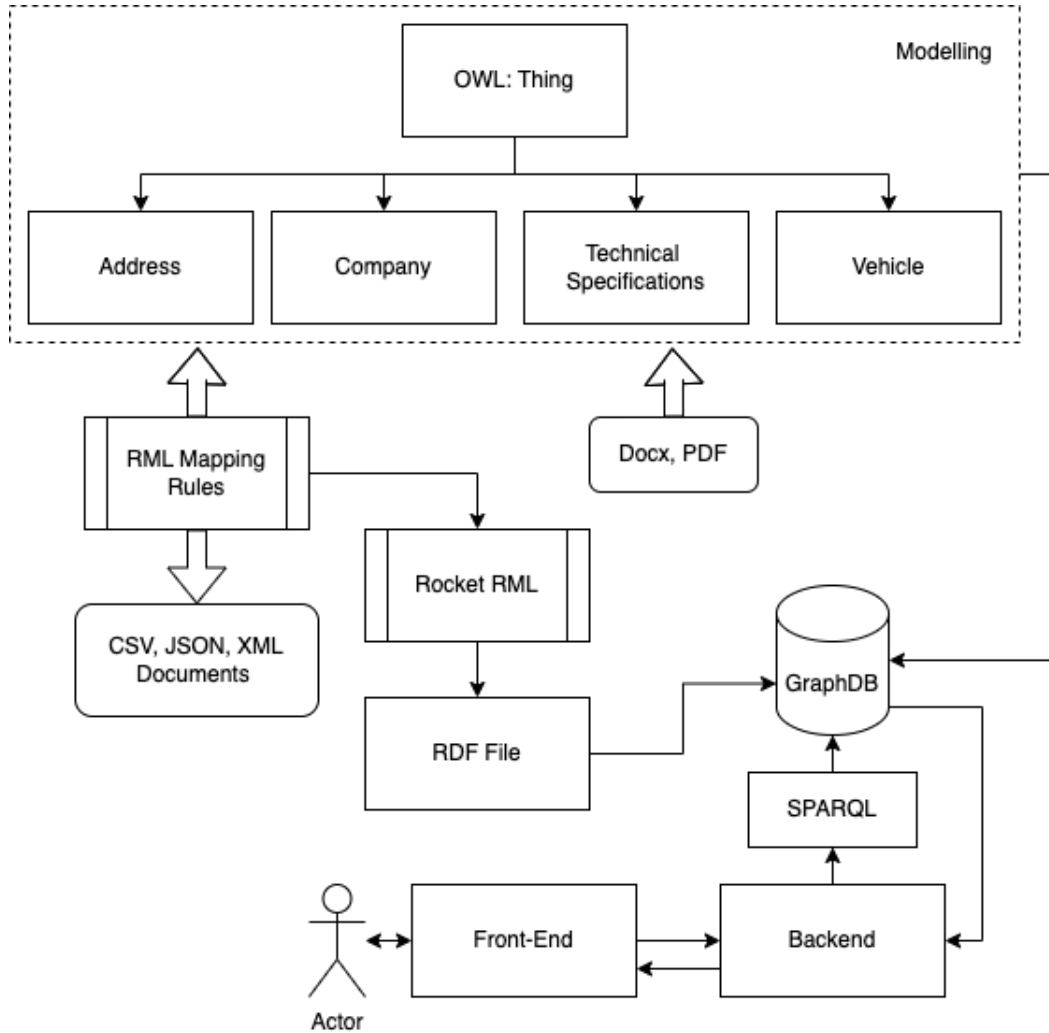 Modelling
OWL: Thing
Address
Company
Technical
Specifications
Vehicle
RML Mapping
Rules
Docx, PDF
Rocket RML
CSV, JSON, XML
Documents
GraphDB
RDF File
SPARQL
Front-End
Backend
Actor